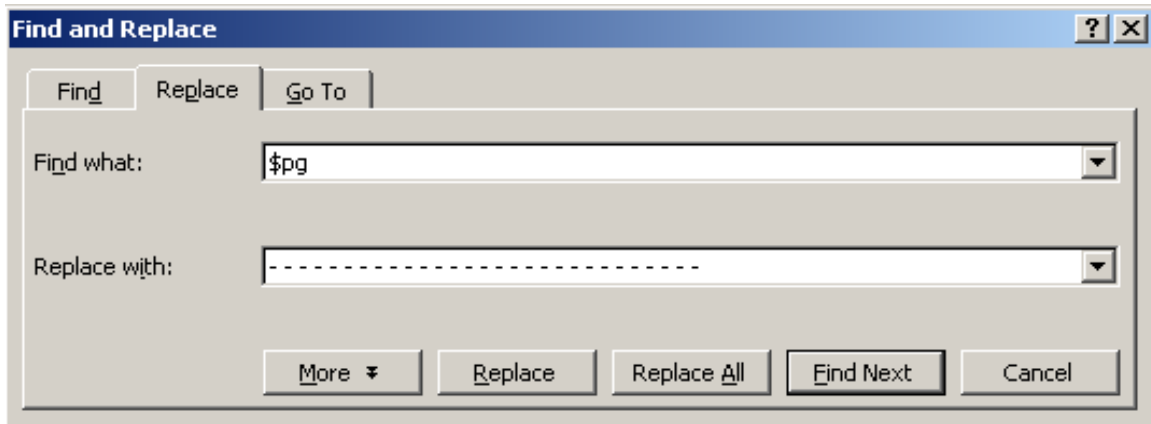 Find and Replace
Find Replace Go To
Find what: $pg
Replace with: - - - - - - - - - - - - - - - - - - - - - - - - - - - - -
More Replace Replace All Find Next Cancel